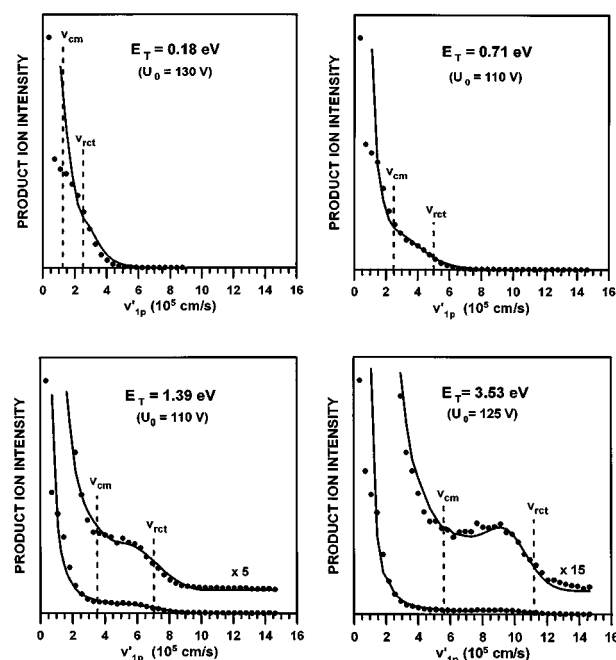 E_T = 0.18 eV
(U_0 = 130 V)
v_cm
v_rct
PRODUCT ION INTENSITY
0 2 4 6 8 10 12 14 16
v'_1p (10^5 cm/s)
E_T = 0.71 eV
(U_0 = 110 V)
v_cm
v_rct
PRODUCT ION INTENSITY
0 2 4 6 8 10 12 14 16
v'_1p (10^5 cm/s)
E_T = 1.39 eV
(U_0 = 110 V)
v_cm
v_rct
x 5
PRODUCT ION INTENSITY
0 2 4 6 8 10 12 14 16
v'_1p (10^5 cm/s)
E_T = 3.53 eV
(U_0 = 125 V)
v_cm
v_rct
x 15
PRODUCT ION INTENSITY
0 2 4 6 8 10 12 14 16
v'_1p (10^5 cm/s)